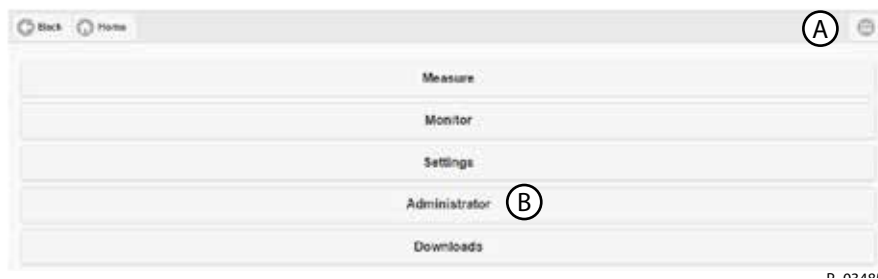 Back Home A
Measure
Monitor
Settings
Administrator B
Downloads